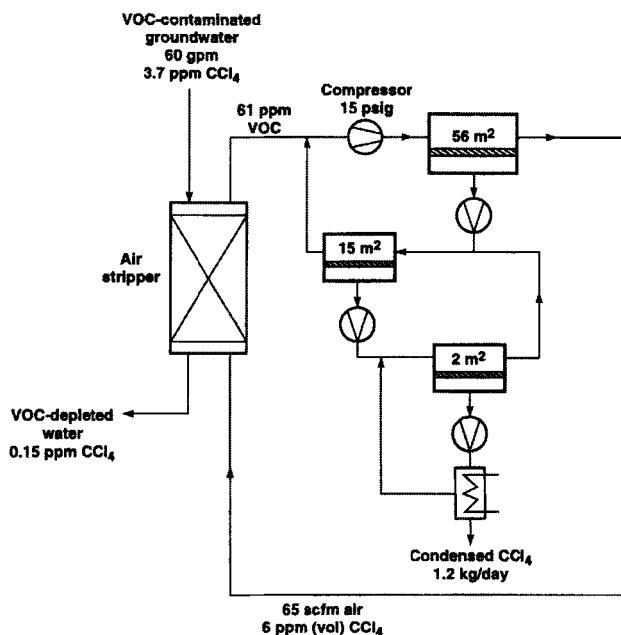 VOC-contaminated
groundwater
60 gpm
3.7 ppm CCl₄
61 ppm
VOC
Compressor
15 psig
56 m²
Air
stripper
15 m²
2 m²
VOC-depleted
water
0.15 ppm CCl₄
Condensed CCl₄
1.2 kg/day
65 scfm air
6 ppm (vol) CCl₄